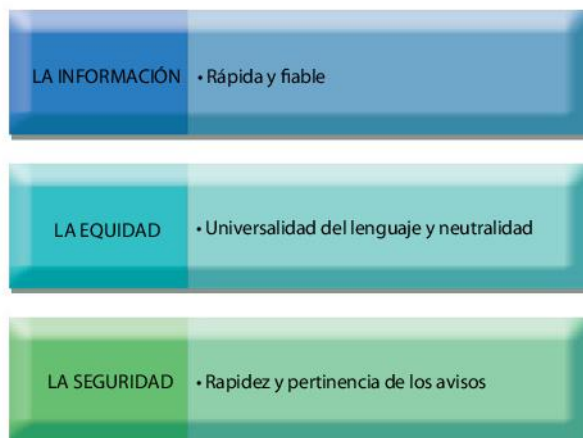 LA INFORMACIÓN • Rápida y fiable
LA EQUIDAD • Universalidad del lenguaje y neutralidad
LA SEGURIDAD • Rapidez y pertinencia de los avisos